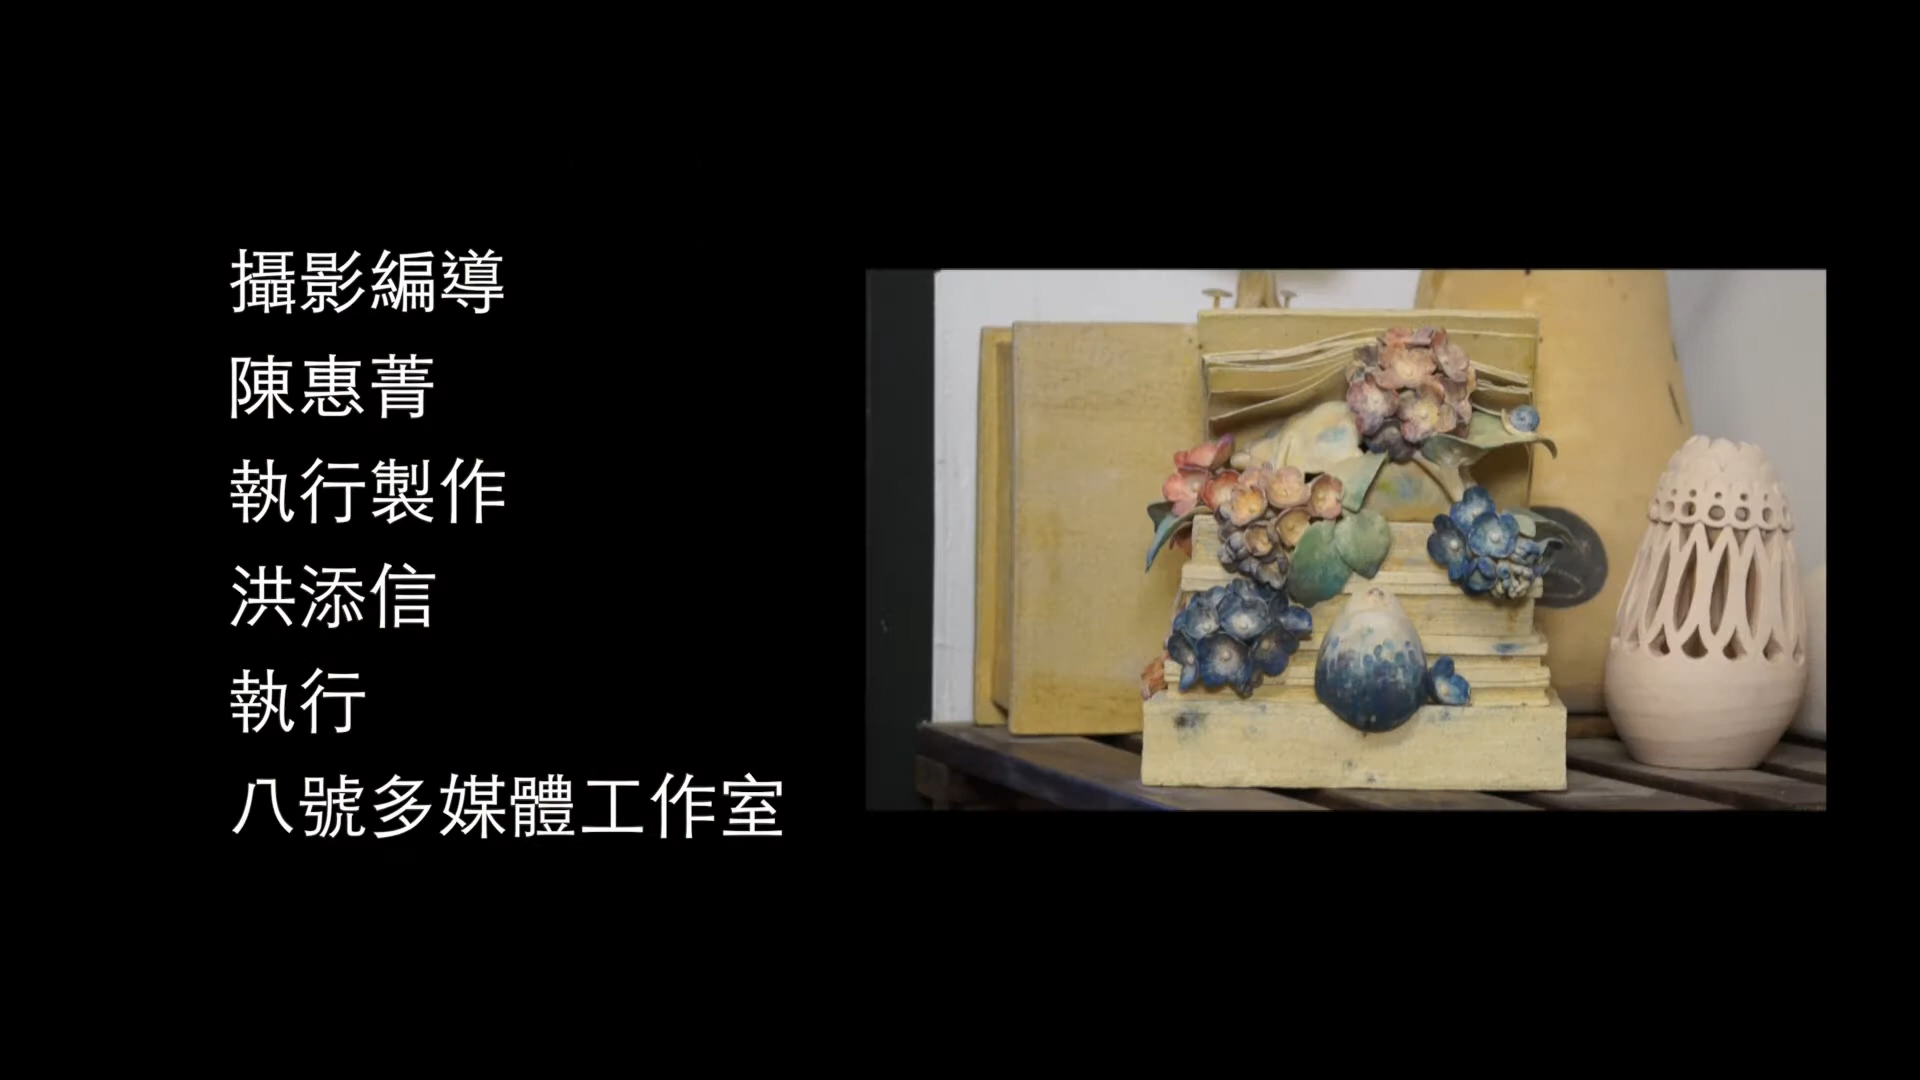 攝影編導
陳惠菁
執行製作
洪添信
執行
八號多媒體工作室